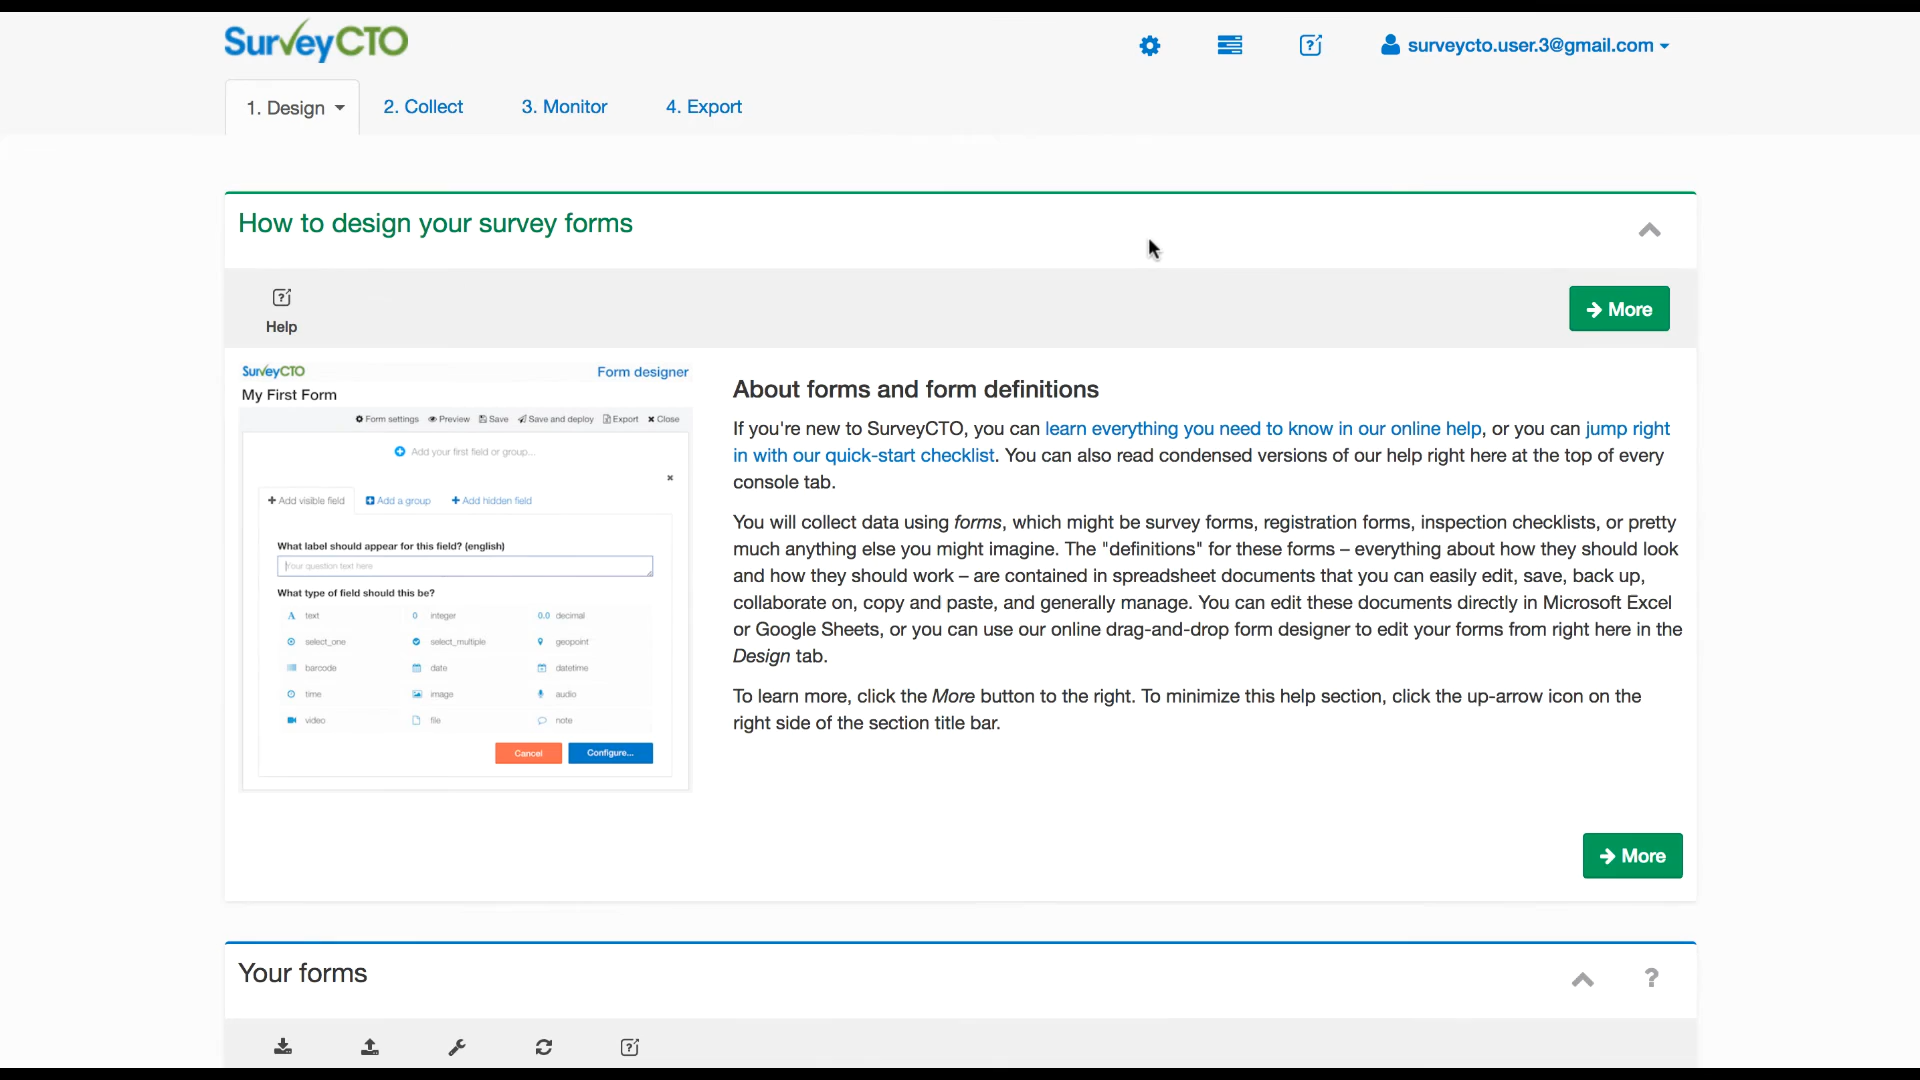 SurveyCTO
surveycto.user.3@gmail.com
1. Design
2. Collect
3. Monitor
4. Export
How to design your survey forms
Help
More
SurveyCTO
Form designer
My First Form
Form settings Preview Save Save and deploy Export Close
Add your first field or group...
Add visible field Add a group Add hidden field
What label should appear for this field? (english)
Your question text here
What type of field should this be?
A text 0 integer 0.0 decimal
select_one select_multiple geopoint
barcode date datetime
time image audio
video file note
Cancel Configure...
About forms and form definitions
If you're new to SurveyCTO, you can learn everything you need to know in our online help, or you can jump right
in with our quick-start checklist. You can also read condensed versions of our help right here at the top of every
console tab.
You will collect data using forms, which might be survey forms, registration forms, inspection checklists, or pretty
much anything else you might imagine. The "definitions" for these forms – everything about how they should look
and how they should work – are contained in spreadsheet documents that you can easily edit, save, back up,
collaborate on, copy and paste, and generally manage. You can edit these documents directly in Microsoft Excel
or Google Sheets, or you can use our online drag-and-drop form designer to edit your forms from right here in the
Design tab.
To learn more, click the More button to the right. To minimize this help section, click the up-arrow icon on the
right side of the section title bar.
More
Your forms
?